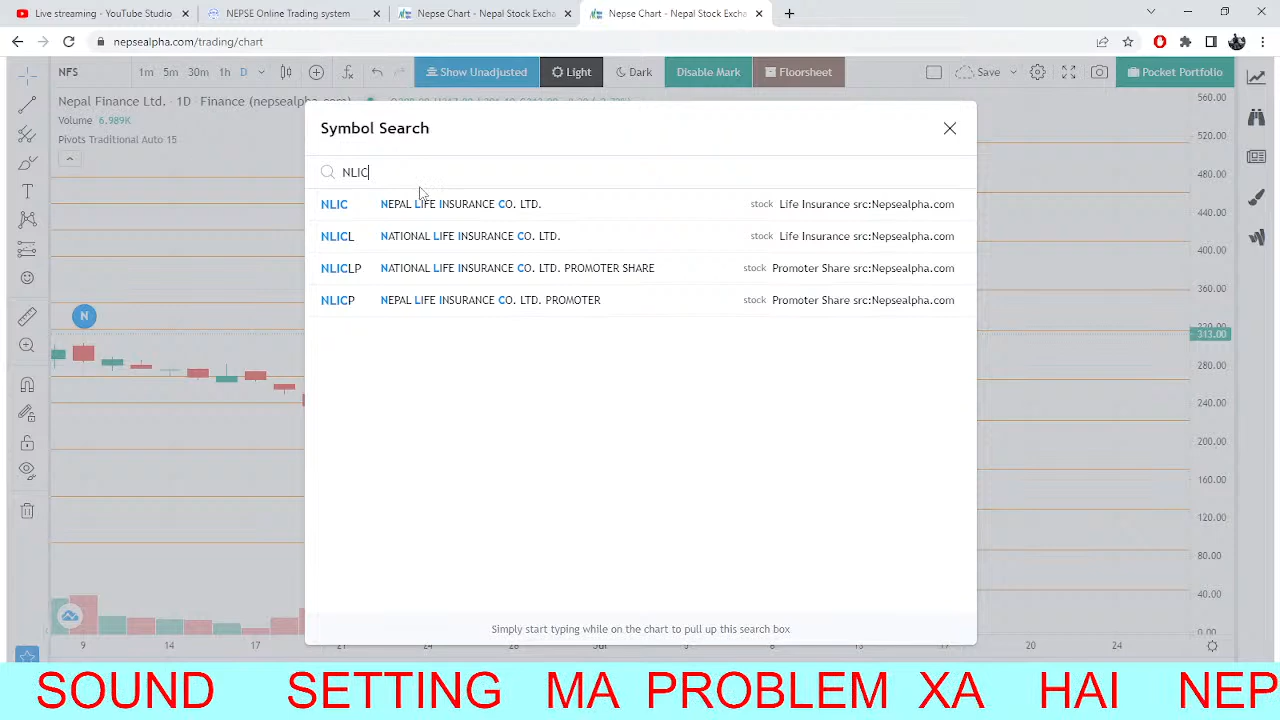 Live streaming - YouTube Studio
NEPSE Online Trading system
Nepse Chart - Nepal Stock Excha
Nepse Chart - Nepal Stock Excha
nepsealpha.com/trading/chart
NFS
1m 5m 30m 1h D
Show Unadjusted
Light
Dark
Disable Mark
Floorsheet
Save
Pocket Portfolio
Nepal Finance Ltd. · 1D · Finance (nepsealpha.com)
Volume 6.989K
Pivots Traditional Auto 15
Symbol Search
NLIC
NLIC NEPAL LIFE INSURANCE CO. LTD. stock Life Insurance src:Nepsealpha.com
NLICL NATIONAL LIFE INSURANCE CO. LTD. stock Life Insurance src:Nepsealpha.com
NLICLP NATIONAL LIFE INSURANCE CO. LTD. PROMOTER SHARE stock Promoter Share src:Nepsealpha.com
NLICP NEPAL LIFE INSURANCE CO. LTD. PROMOTER stock Promoter Share src:Nepsealpha.com
Simply start typing while on the chart to pull up this search box
N
560.00
520.00
480.00
440.00
400.00
360.00
313.00
280.00
240.00
200.00
160.00
120.00
80.00
40.00
0.00
9 14 17 20 24
SOUND SETTING MA PROBLEM XA HAI NEP